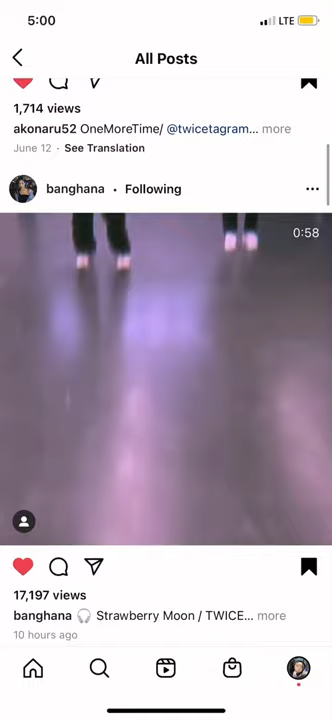 5:00
LTE
All Posts
1,714 views
akonaru52 OneMoreTime/ @twicetagram... more
June 12 · See Translation
banghana • Following
0:58
17,197 views
banghana 🎧 Strawberry Moon / TWICE... more
10 hours ago